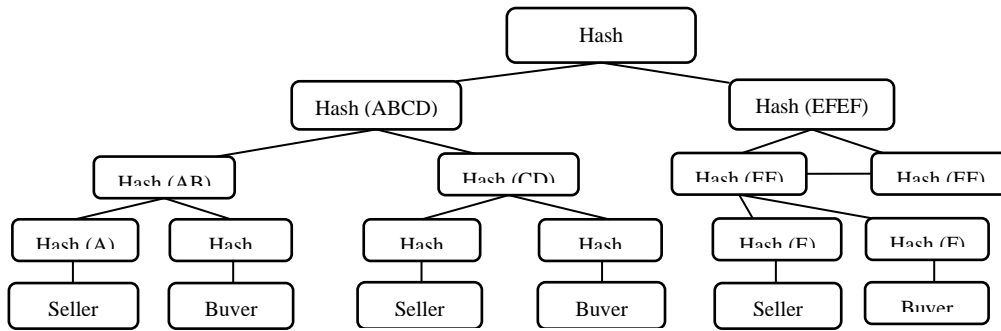 Hash
Hash (ABCD)
Hash (EFEF)
Hash (AB)
Hash (CD)
Hash (EF)
Hash (EF)
Hash (A)
Hash
Hash
Hash
Hash (E)
Hash (F)
Seller
Buyer
Seller
Buyer
Seller
Buyer